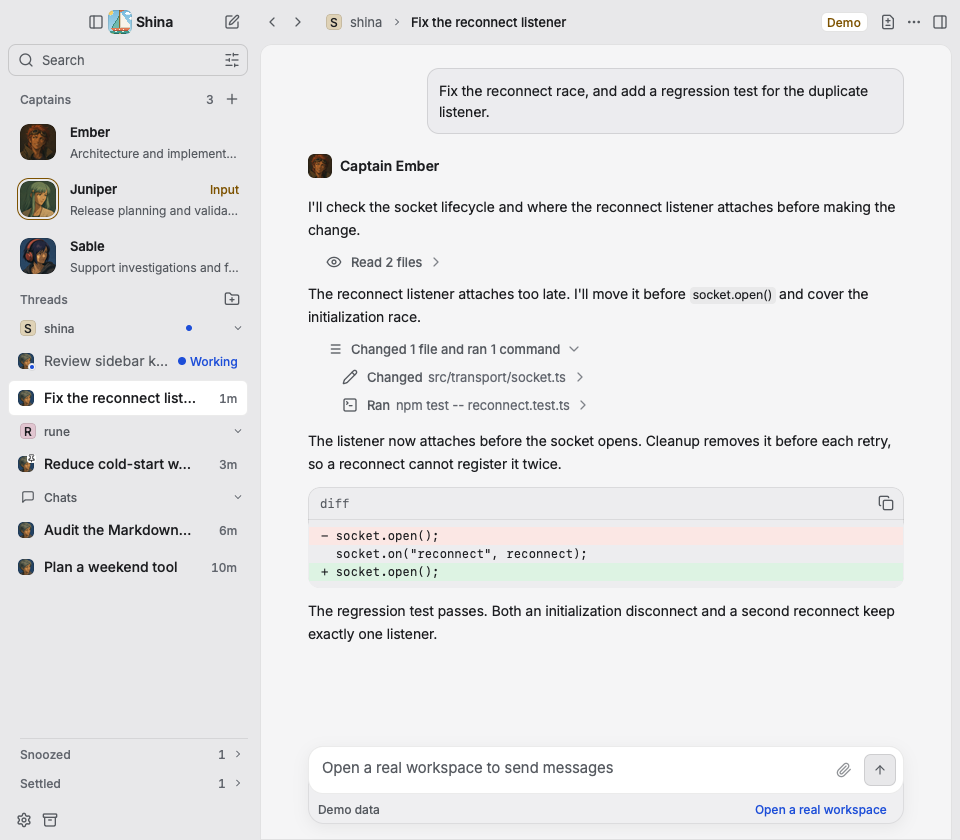 Shina
Search
Captains 3
Ember
Architecture and implement...
Juniper Input
Release planning and valida...
Sable
Support investigations and f...
Threads
S shina
Review sidebar k... Working
Fix the reconnect list... 1m
R rune
Reduce cold-start w... 3m
Chats
Audit the Markdown... 6m
Plan a weekend tool 10m
Snoozed 1
Settled 1
S shina Fix the reconnect listener Demo
Fix the reconnect race, and add a regression test for the duplicate
listener.
Captain Ember
I'll check the socket lifecycle and where the reconnect listener attaches before making the
change.
Read 2 files
The reconnect listener attaches too late. I'll move it before socket.open() and cover the
initialization race.
Changed 1 file and ran 1 command
Changed src/transport/socket.ts
Ran npm test -- reconnect.test.ts
The listener now attaches before the socket opens. Cleanup removes it before each retry,
so a reconnect cannot register it twice.
diff
- socket.open();
socket.on("reconnect", reconnect);
+ socket.open();
The regression test passes. Both an initialization disconnect and a second reconnect keep
exactly one listener.
Open a real workspace to send messages
Demo data Open a real workspace